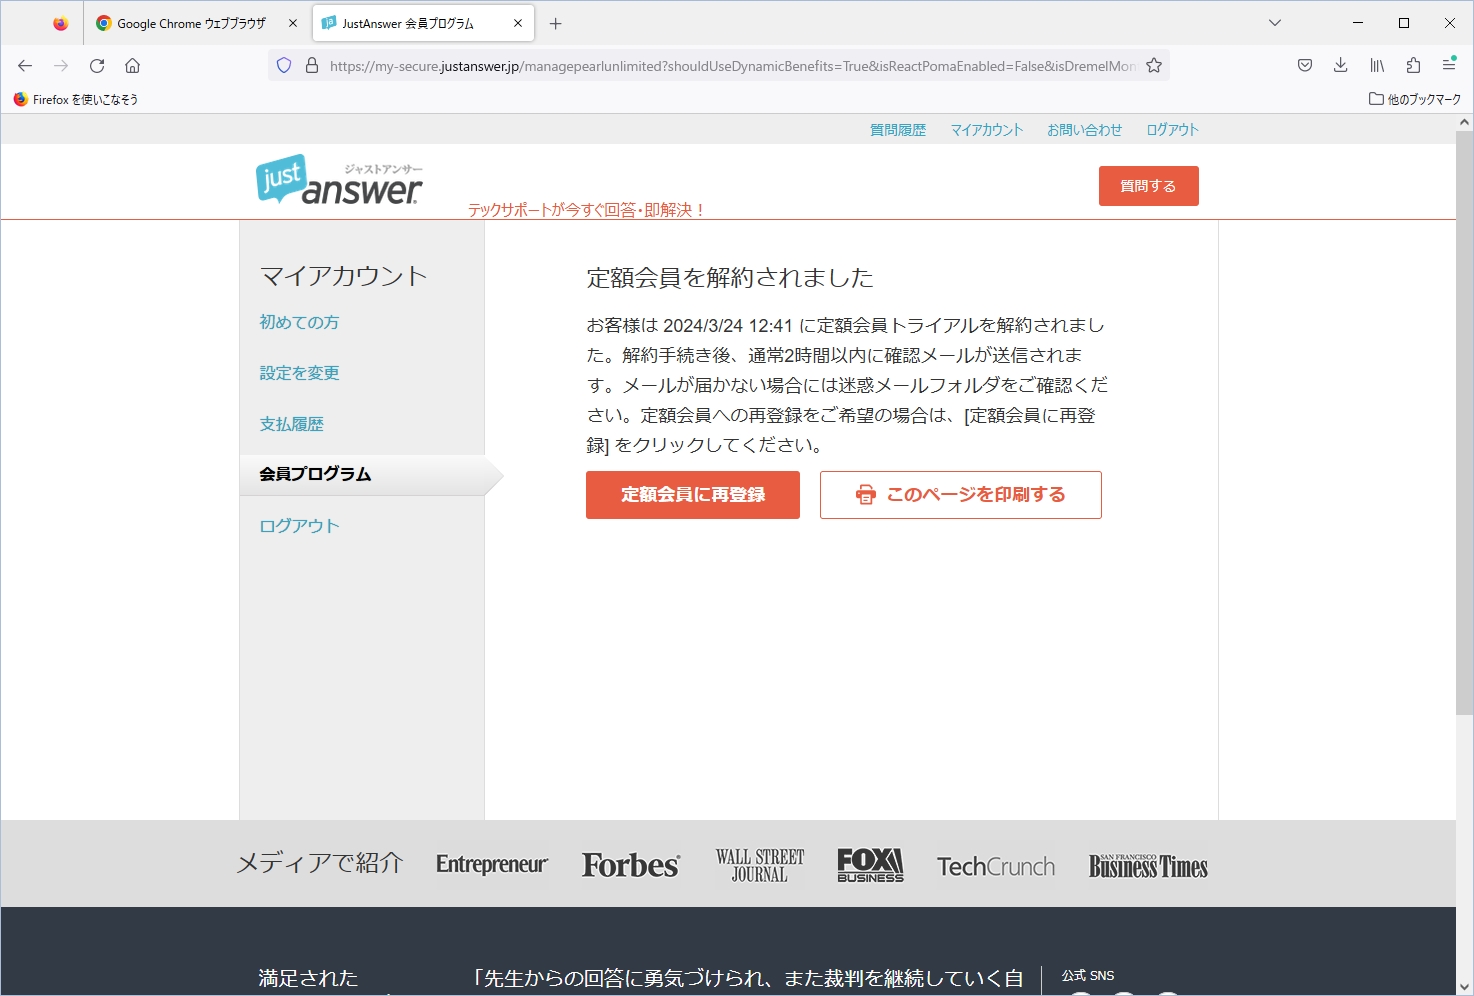 Google Chrome ウェブブラウザ
JustAnswer 会員プログラム
https://my-secure.justanswer.jp/managepearlunlimited?shouldUseDynamicBenefits=True&isReactPomaEnabled=False&isDremelMon
Firefox を使いこなそう
他のブックマーク
質問履歴 マイアカウント お問い合わせ ログアウト
just answer ジャストアンサー
テックサポートが今すぐ回答・即解決！
質問する
マイアカウント
初めての方
設定を変更
支払履歴
会員プログラム
ログアウト
定額会員を解約されました
お客様は 2024/3/24 12:41 に定額会員トライアルを解約されまし
た。解約手続き後、通常2時間以内に確認メールが送信されま
す。メールが届かない場合には迷惑メールフォルダをご確認くだ
さい。定額会員への再登録をご希望の場合は、[定額会員に再登
録] をクリックしてください。
定額会員に再登録
このページを印刷する
メディアで紹介
Entrepreneur
Forbes
WALL STREET
JOURNAL
FOX
BUSINESS
TechCrunch
SAN FRANCISCO
Business Times
満足された
「先生からの回答に勇気づけられ、また裁判を継続していく自
公式 SNS